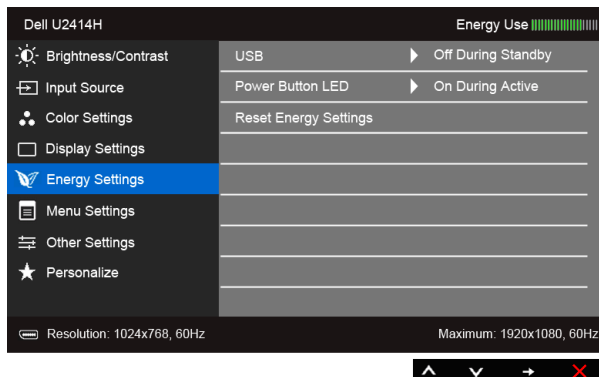 Dell U2414H Energy Use
Brightness/Contrast USB Off During Standby
Input Source Power Button LED On During Active
Color Settings Reset Energy Settings
Display Settings
Energy Settings
Menu Settings
Other Settings
Personalize
Resolution: 1024x768, 60Hz Maximum: 1920x1080, 60Hz